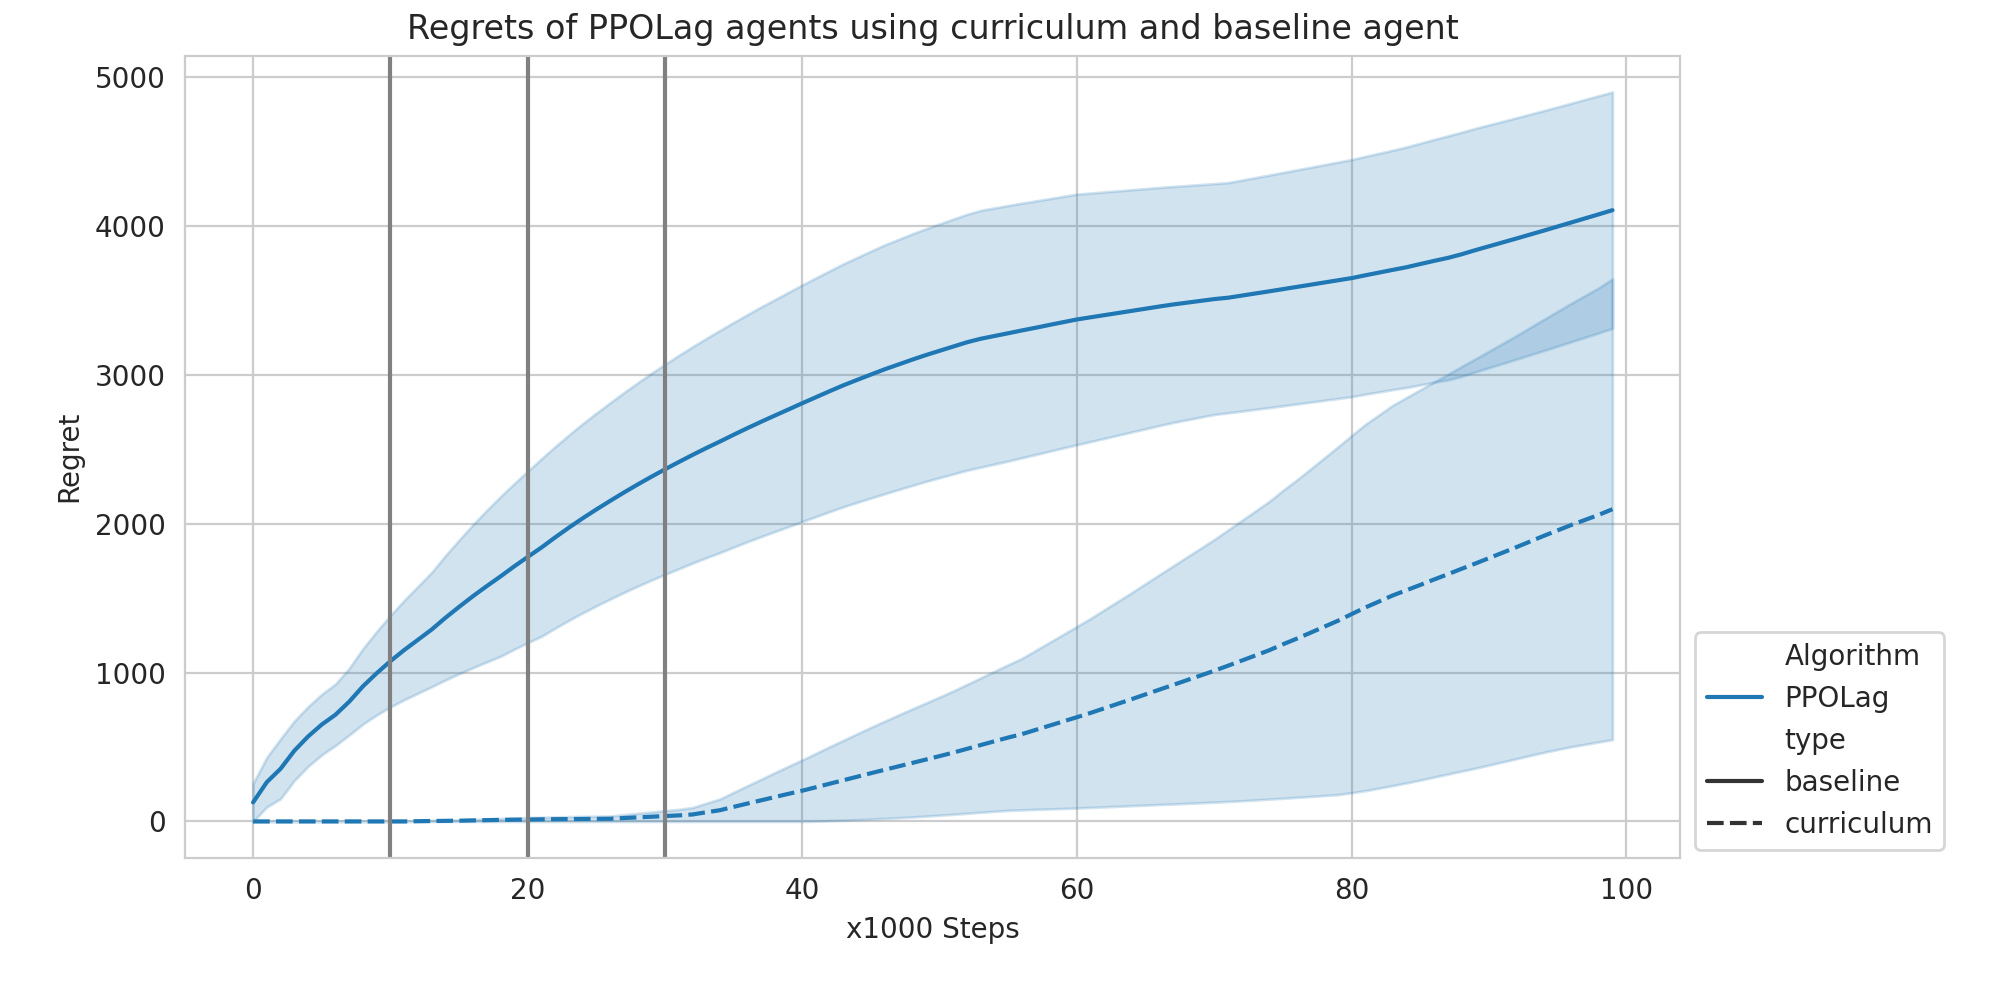 Regrets of PPOLag agents using curriculum and baseline agent
5000
4000
3000
2000
1000
0
Regret
0 20 40 60 80 100
x1000 Steps
Algorithm
PPOLag
type
baseline
curriculum